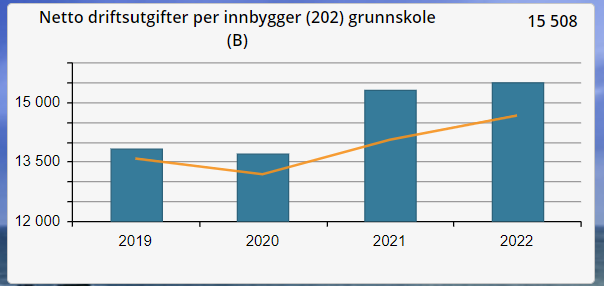 Netto driftsutgifter per innbygger (202) grunnskole
(B)
15 508
15 000
13 500
12 000
2019 2020 2021 2022